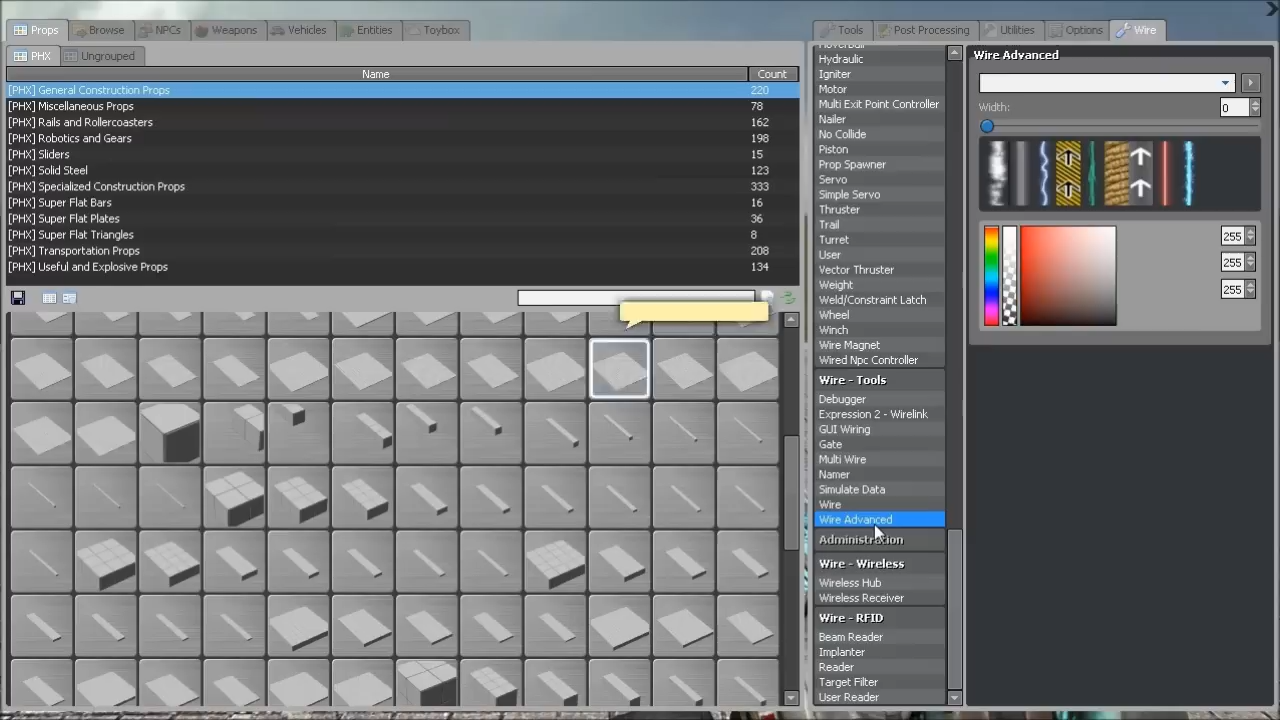 Props
Browse
NPCs
Weapons
Vehicles
Entities
Toybox
PHX
Ungrouped
Name Count
[PHX] General Construction Props 220
[PHX] Miscellaneous Props 78
[PHX] Rails and Rollercoasters 162
[PHX] Robotics and Gears 198
[PHX] Sliders 15
[PHX] Solid Steel 123
[PHX] Specialized Construction Props 333
[PHX] Super Flat Bars 16
[PHX] Super Flat Plates 36
[PHX] Super Flat Triangles 8
[PHX] Transportation Props 208
[PHX] Useful and Explosive Props 134
Tools
Post Processing
Utilities
Options
Wire
Hoverball
Hydraulic
Igniter
Motor
Multi Exit Point Controller
Nailer
No Collide
Piston
Prop Spawner
Servo
Simple Servo
Thruster
Trail
Turret
User
Vector Thruster
Weight
Weld/Constraint Latch
Wheel
Winch
Wire Magnet
Wired Npc Controller
Wire - Tools
Debugger
Expression 2 - Wirelink
GUI Wiring
Gate
Multi Wire
Namer
Simulate Data
Wire
Wire Advanced
Administration
Wire - Wireless
Wireless Hub
Wireless Receiver
Wire - RFID
Beam Reader
Implanter
Reader
Target Filter
User Reader
Wire Advanced
Width: 0
255
255
255